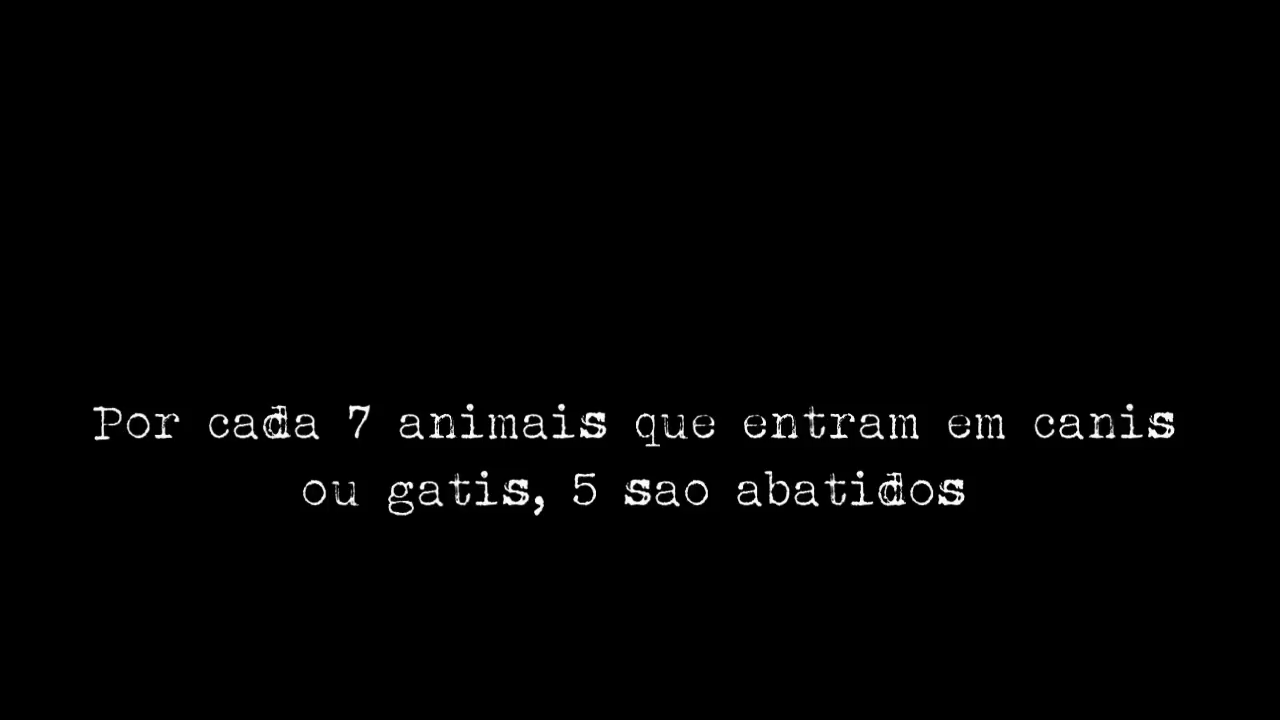 Por cada 7 animais que entram em canis
ou gatis, 5 sao abatidos